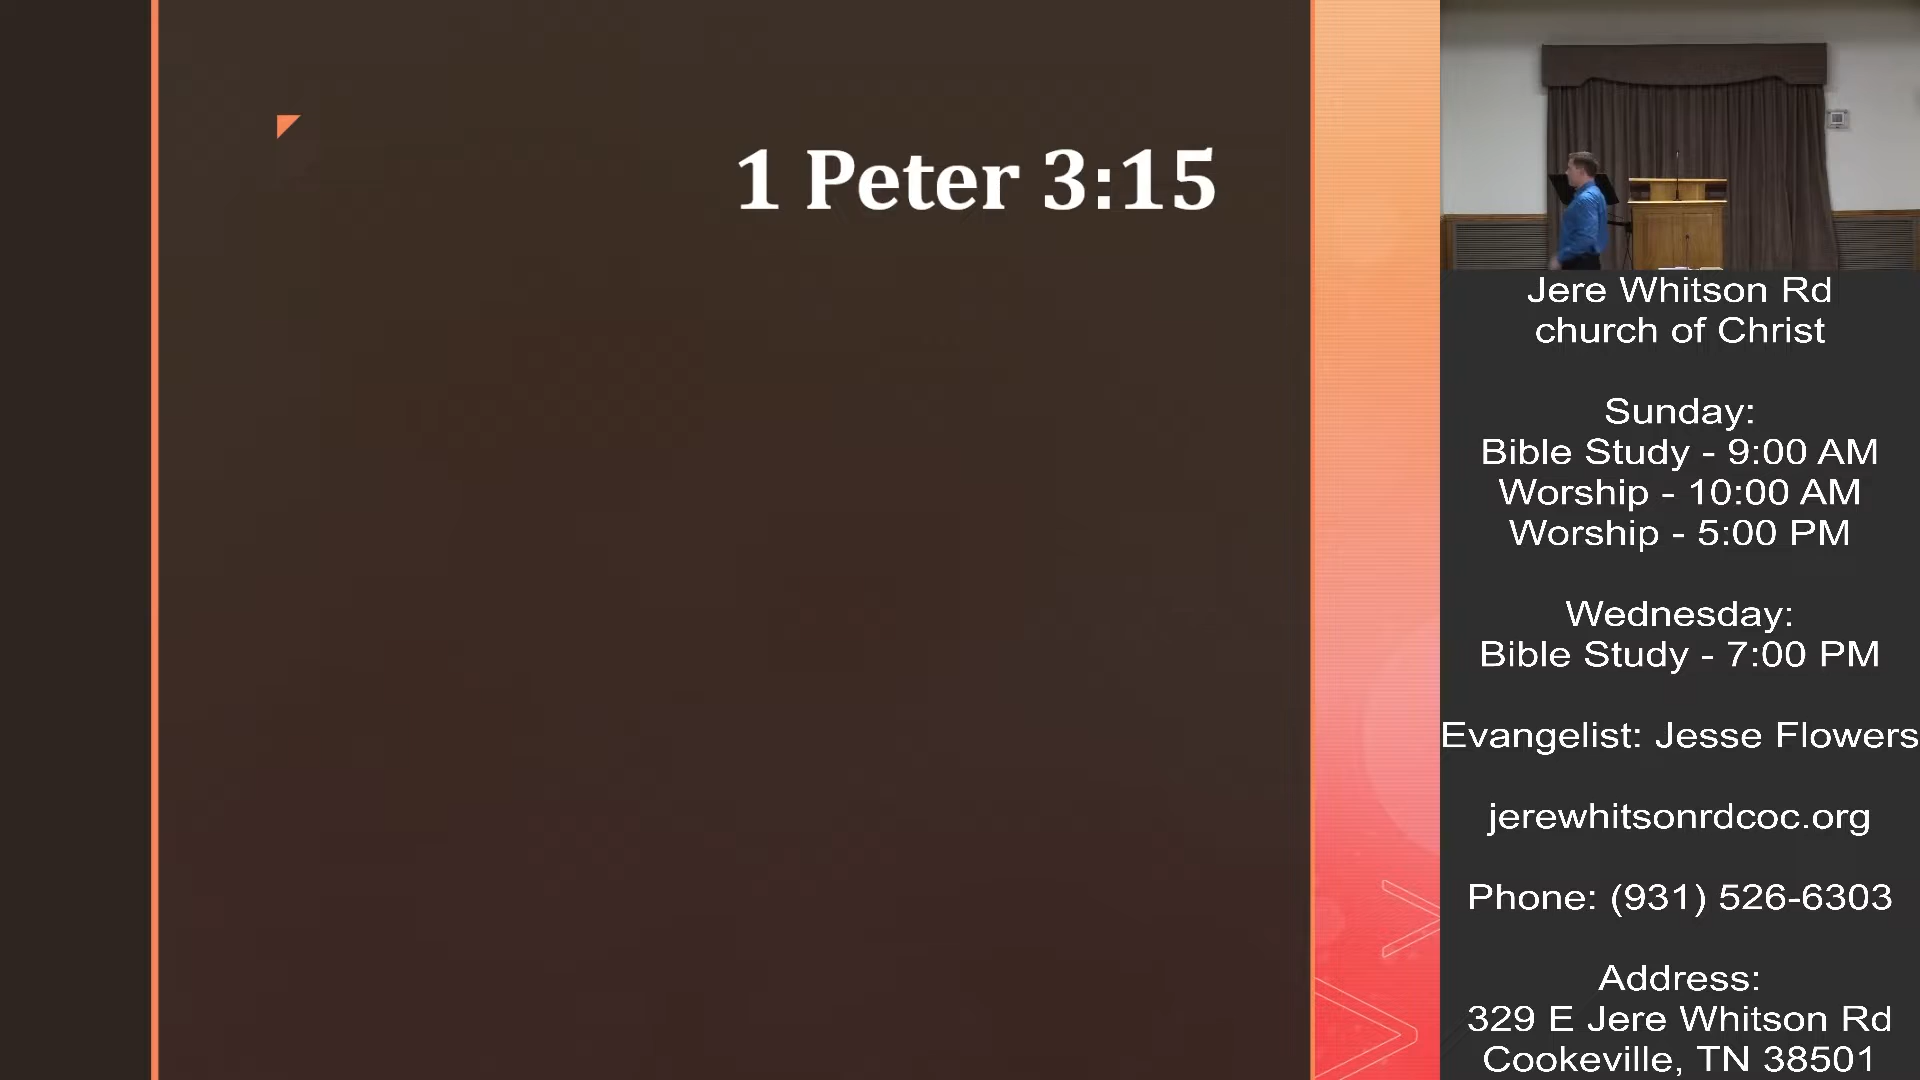 1 Peter 3:15
Jere Whitson Rd
church of Christ
Sunday:
Bible Study - 9:00 AM
Worship - 10:00 AM
Worship - 5:00 PM
Wednesday:
Bible Study - 7:00 PM
Evangelist: Jesse Flowers
jerewhitsonrdcoc.org
Phone: (931) 526-6303
Address:
329 E Jere Whitson Rd
Cookeville, TN 38501